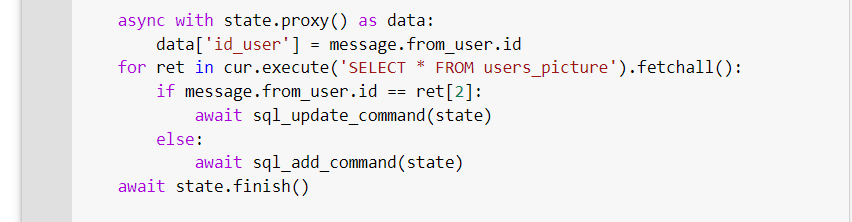 async with state.proxy() as data:
    data['id_user'] = message.from_user.id
for ret in cur.execute('SELECT * FROM users_picture').fetchall():
    if message.from_user.id == ret[2]:
        await sql_update_command(state)
    else:
        await sql_add_command(state)
await state.finish()